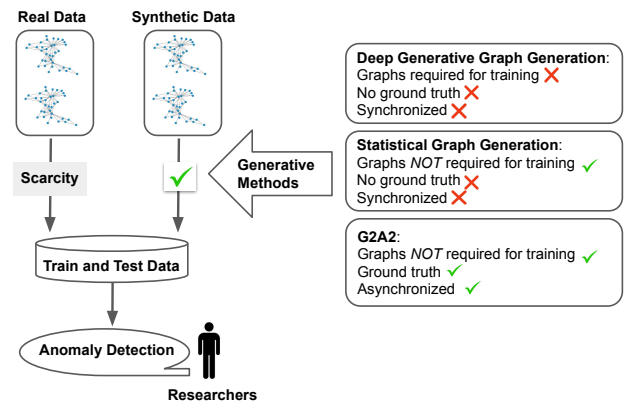 Real Data
Synthetic Data
Scarcity
Generative
Methods
Train and Test Data
Anomaly Detection
Researchers
Deep Generative Graph Generation:
Graphs required for training
No ground truth
Synchronized
Statistical Graph Generation:
Graphs NOT required for training
No ground truth
Synchronized
G2A2:
Graphs NOT required for training
Ground truth
Asynchronized